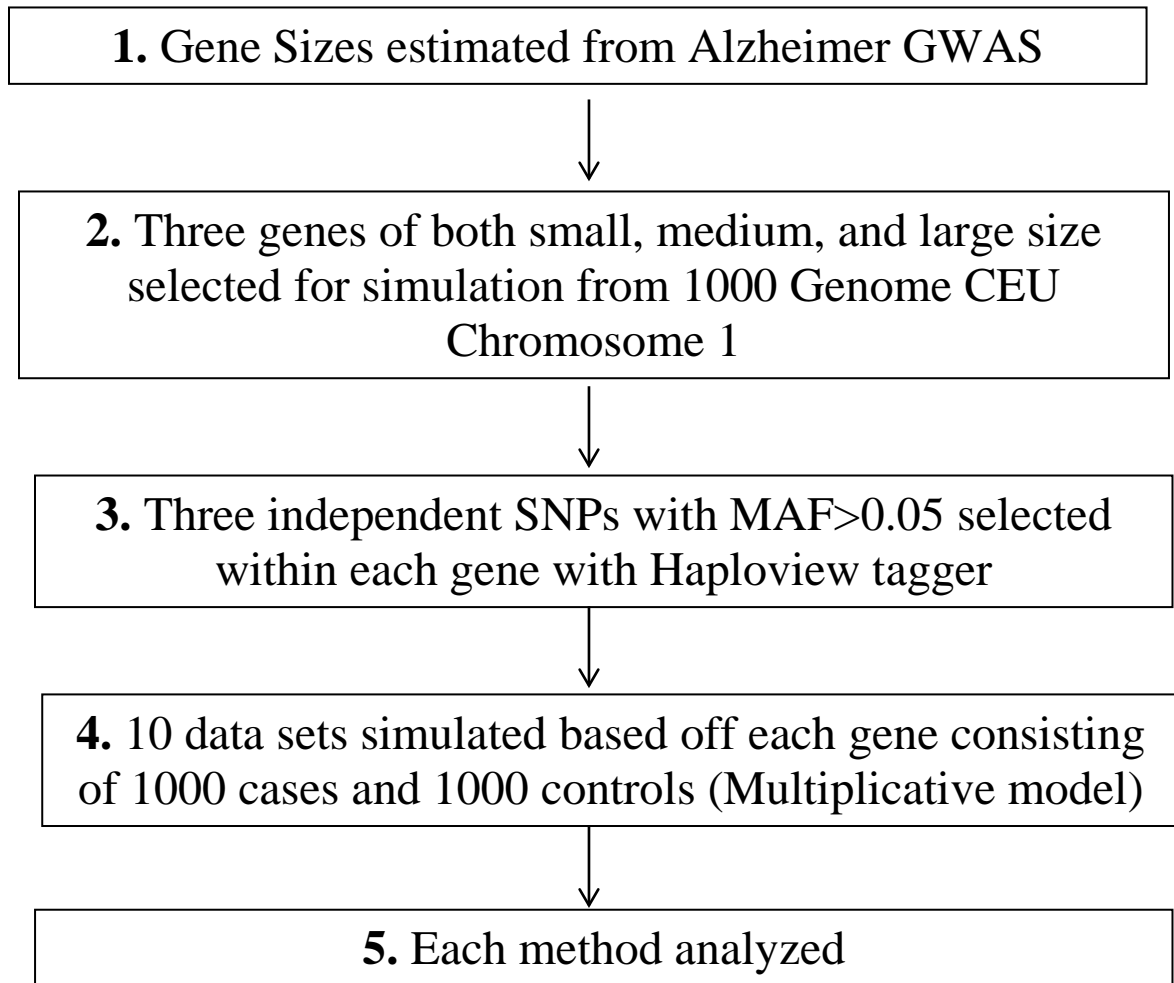 1. Gene Sizes estimated from Alzheimer GWAS
2. Three genes of both small, medium, and large size
selected for simulation from 1000 Genome CEU
Chromosome 1
3. Three independent SNPs with MAF>0.05 selected
within each gene with Haploview tagger
4. 10 data sets simulated based off each gene consisting
of 1000 cases and 1000 controls (Multiplicative model)
5. Each method analyzed